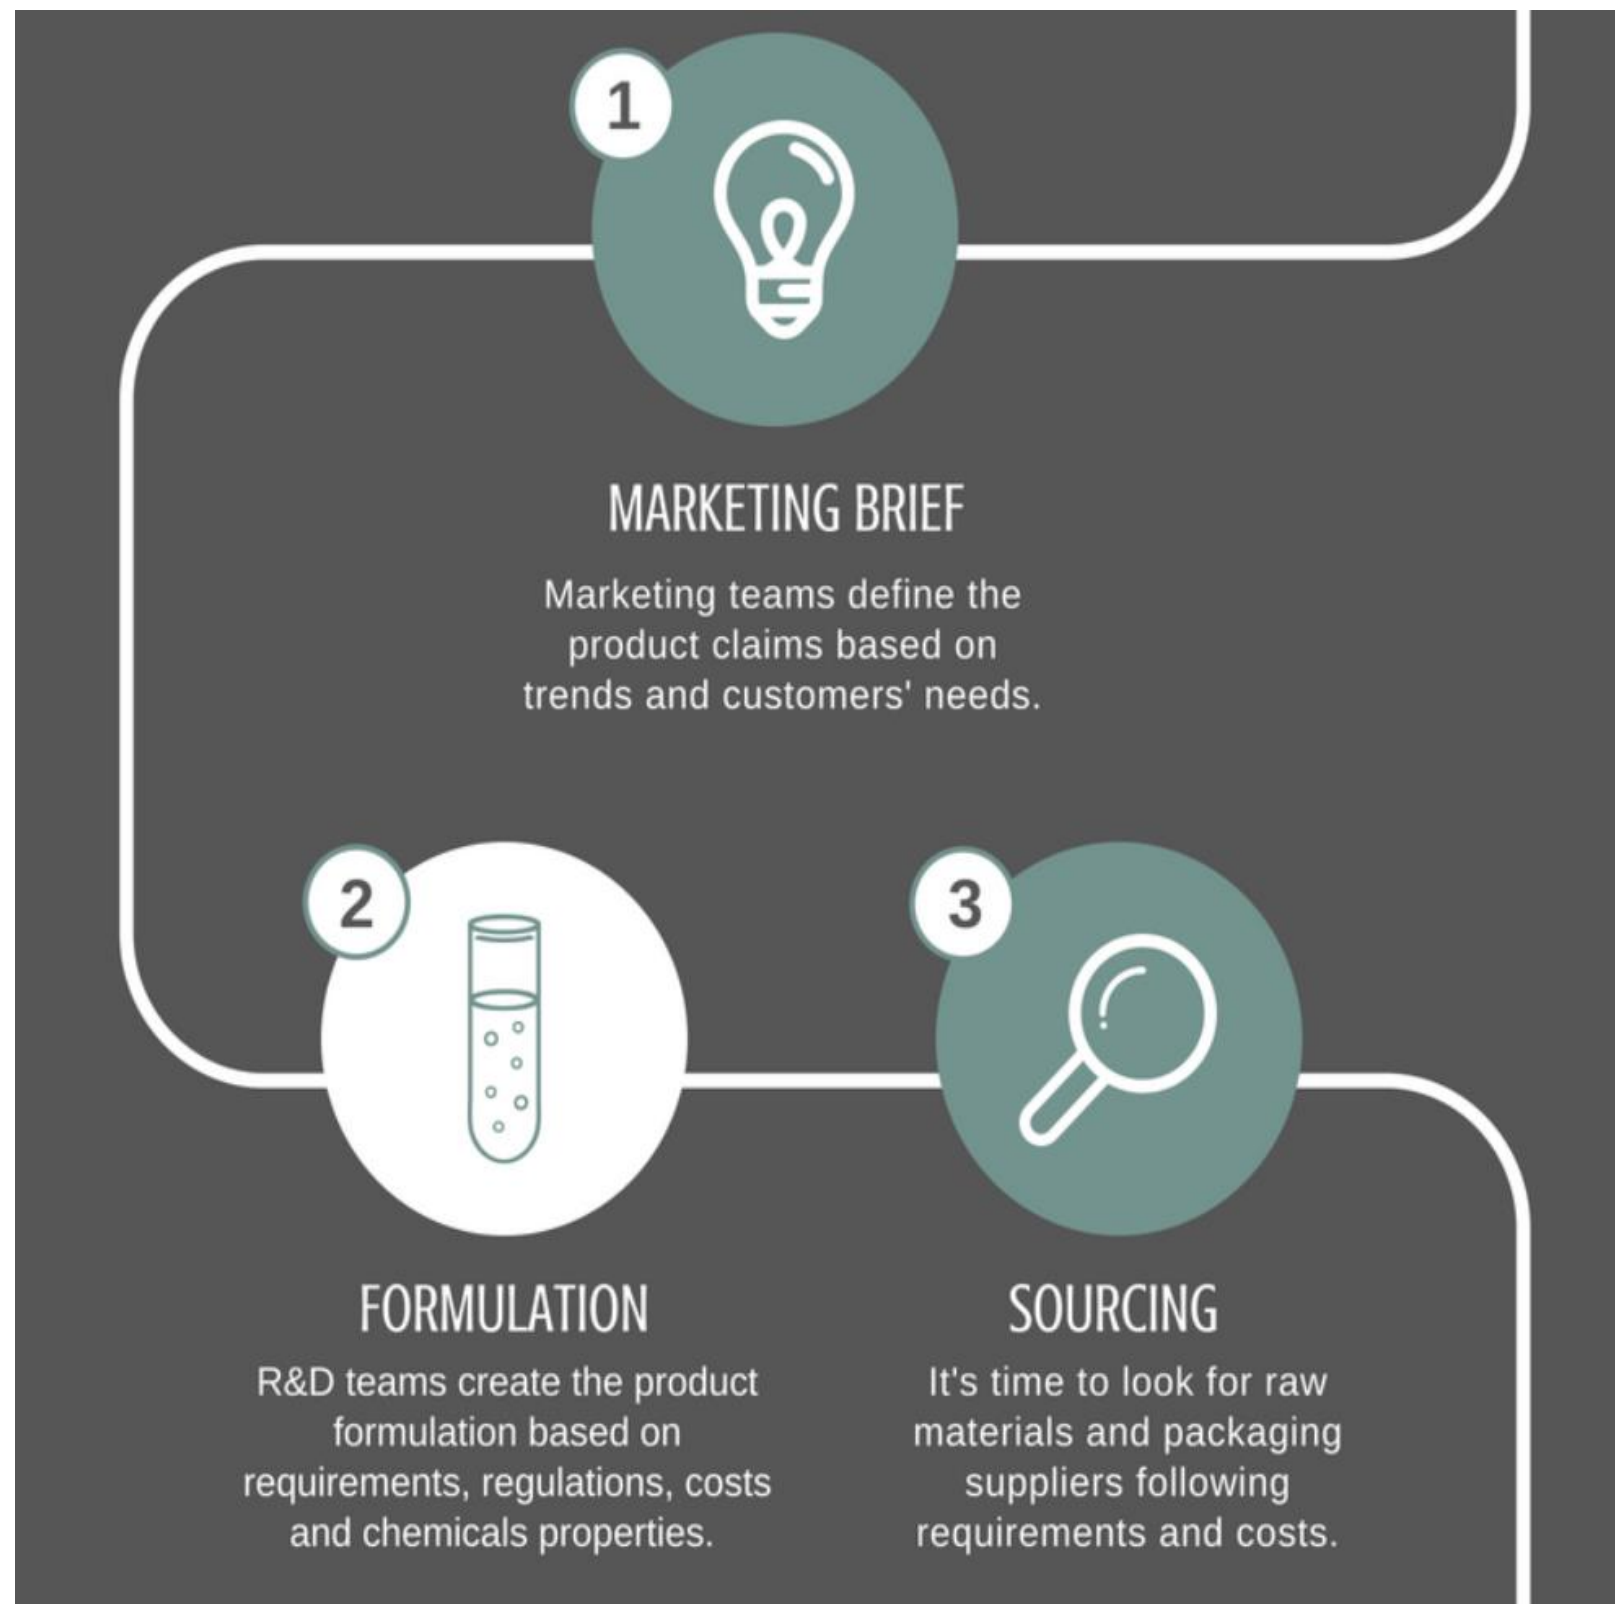 1
MARKETING BRIEF
Marketing teams define the
product claims based on
trends and customers' needs.
2
FORMULATION
R&D teams create the product
formulation based on
requirements, regulations, costs
and chemicals properties.
3
SOURCING
It's time to look for raw
materials and packaging
suppliers following
requirements and costs.